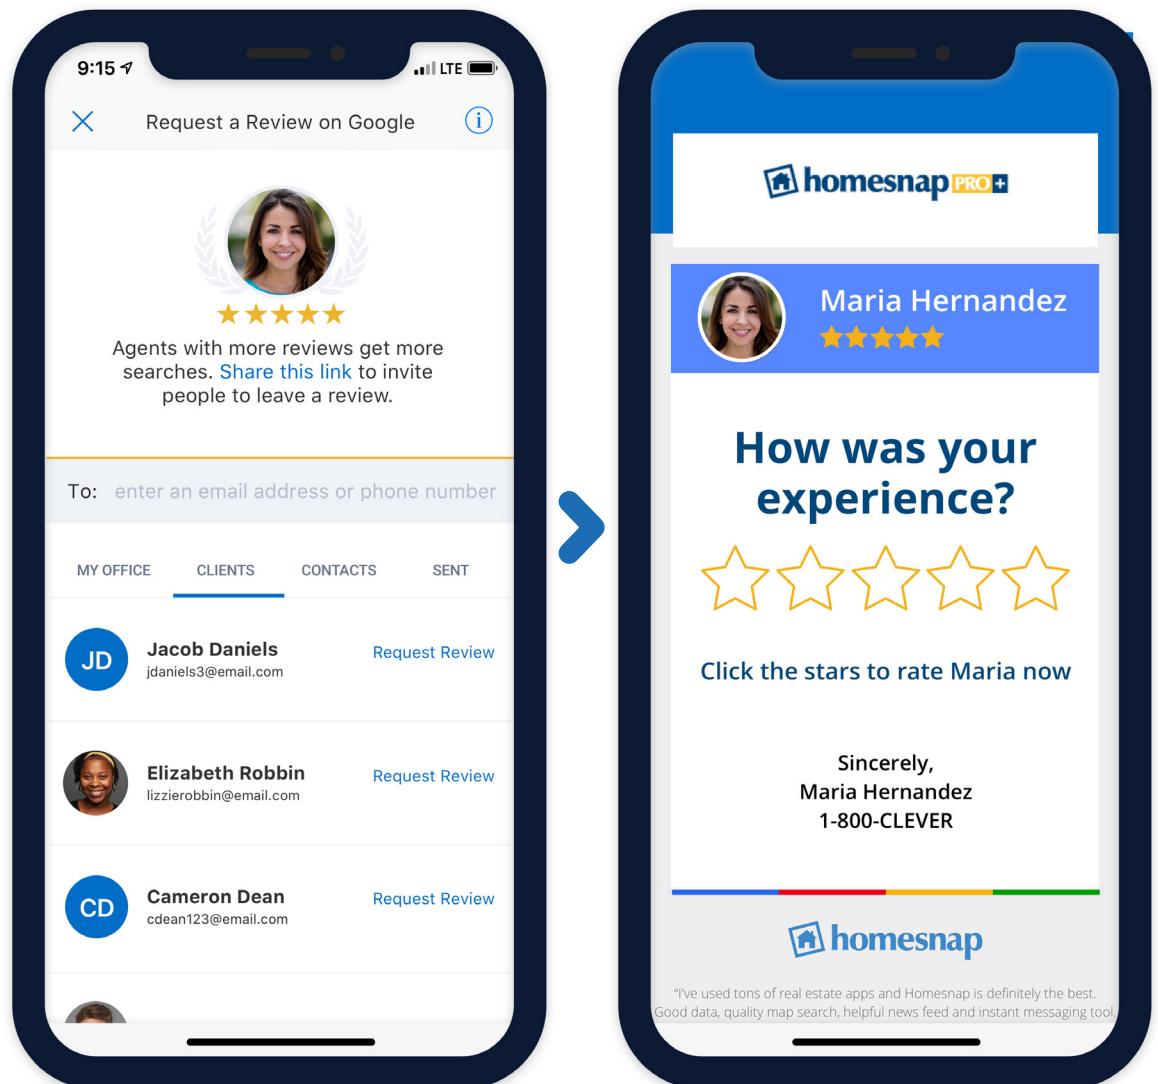 9:15
LTE
Request a Review on Google
i
Agents with more reviews get more
searches. Share this link to invite
people to leave a review.
To: enter an email address or phone number
MY OFFICE CLIENTS CONTACTS SENT
JD
Jacob Daniels
jdaniels3@email.com
Request Review
Elizabeth Robbin
lizzierobbin@email.com
Request Review
CD
Cameron Dean
cdean123@email.com
Request Review
homesnap PRO+
Maria Hernandez
How was your
experience?
Click the stars to rate Maria now
Sincerely,
Maria Hernandez
1-800-CLEVER
homesnap
“I've used tons of real estate apps and Homesnap is definitely the best.
Good data, quality map search, helpful news feed and instant messaging tool.